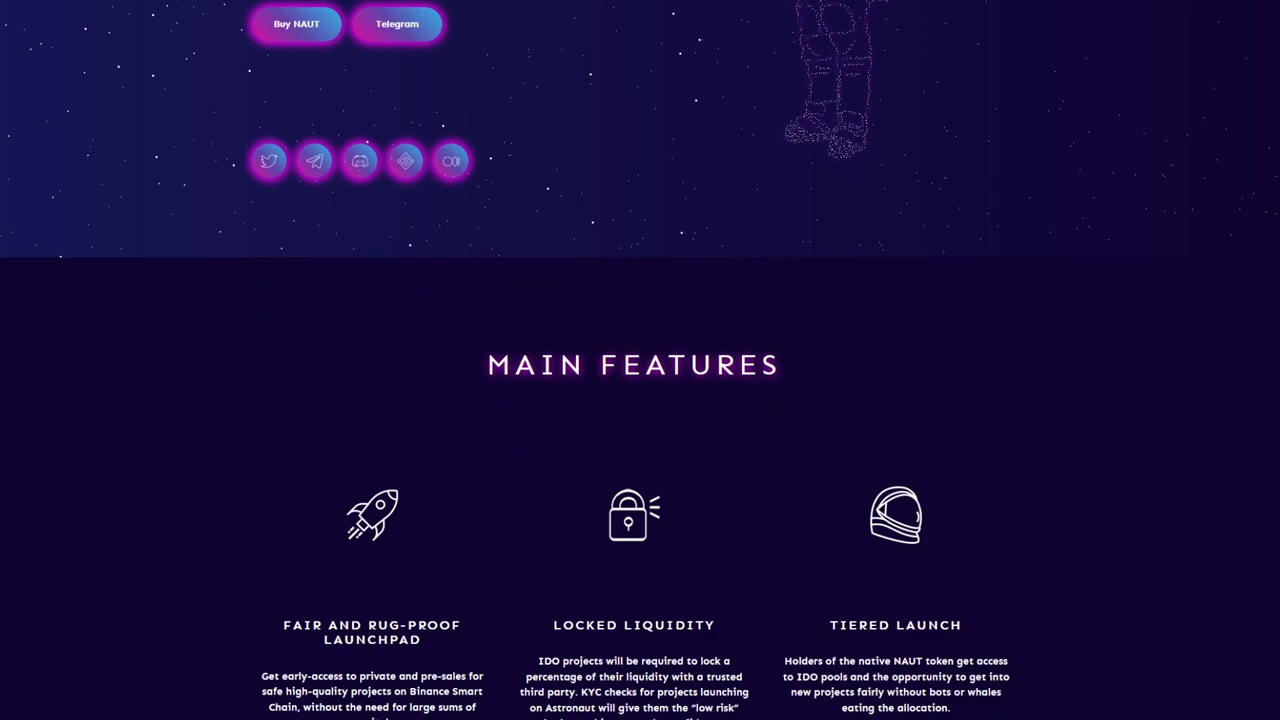 Buy NAUT
Telegram
MAIN FEATURES
FAIR AND RUG-PROOF
LAUNCHPAD
Get early-access to private and pre-sales for
safe high-quality projects on Binance Smart
Chain, without the need for large sums of
LOCKED LIQUIDITY
IDO projects will be required to lock a
percentage of their liquidity with a trusted
third party. KYC checks for projects launching
on Astronaut will give them the “low risk”
TIERED LAUNCH
Holders of the native NAUT token get access
to IDO pools and the opportunity to get into
new projects fairly without bots or whales
eating the allocation.